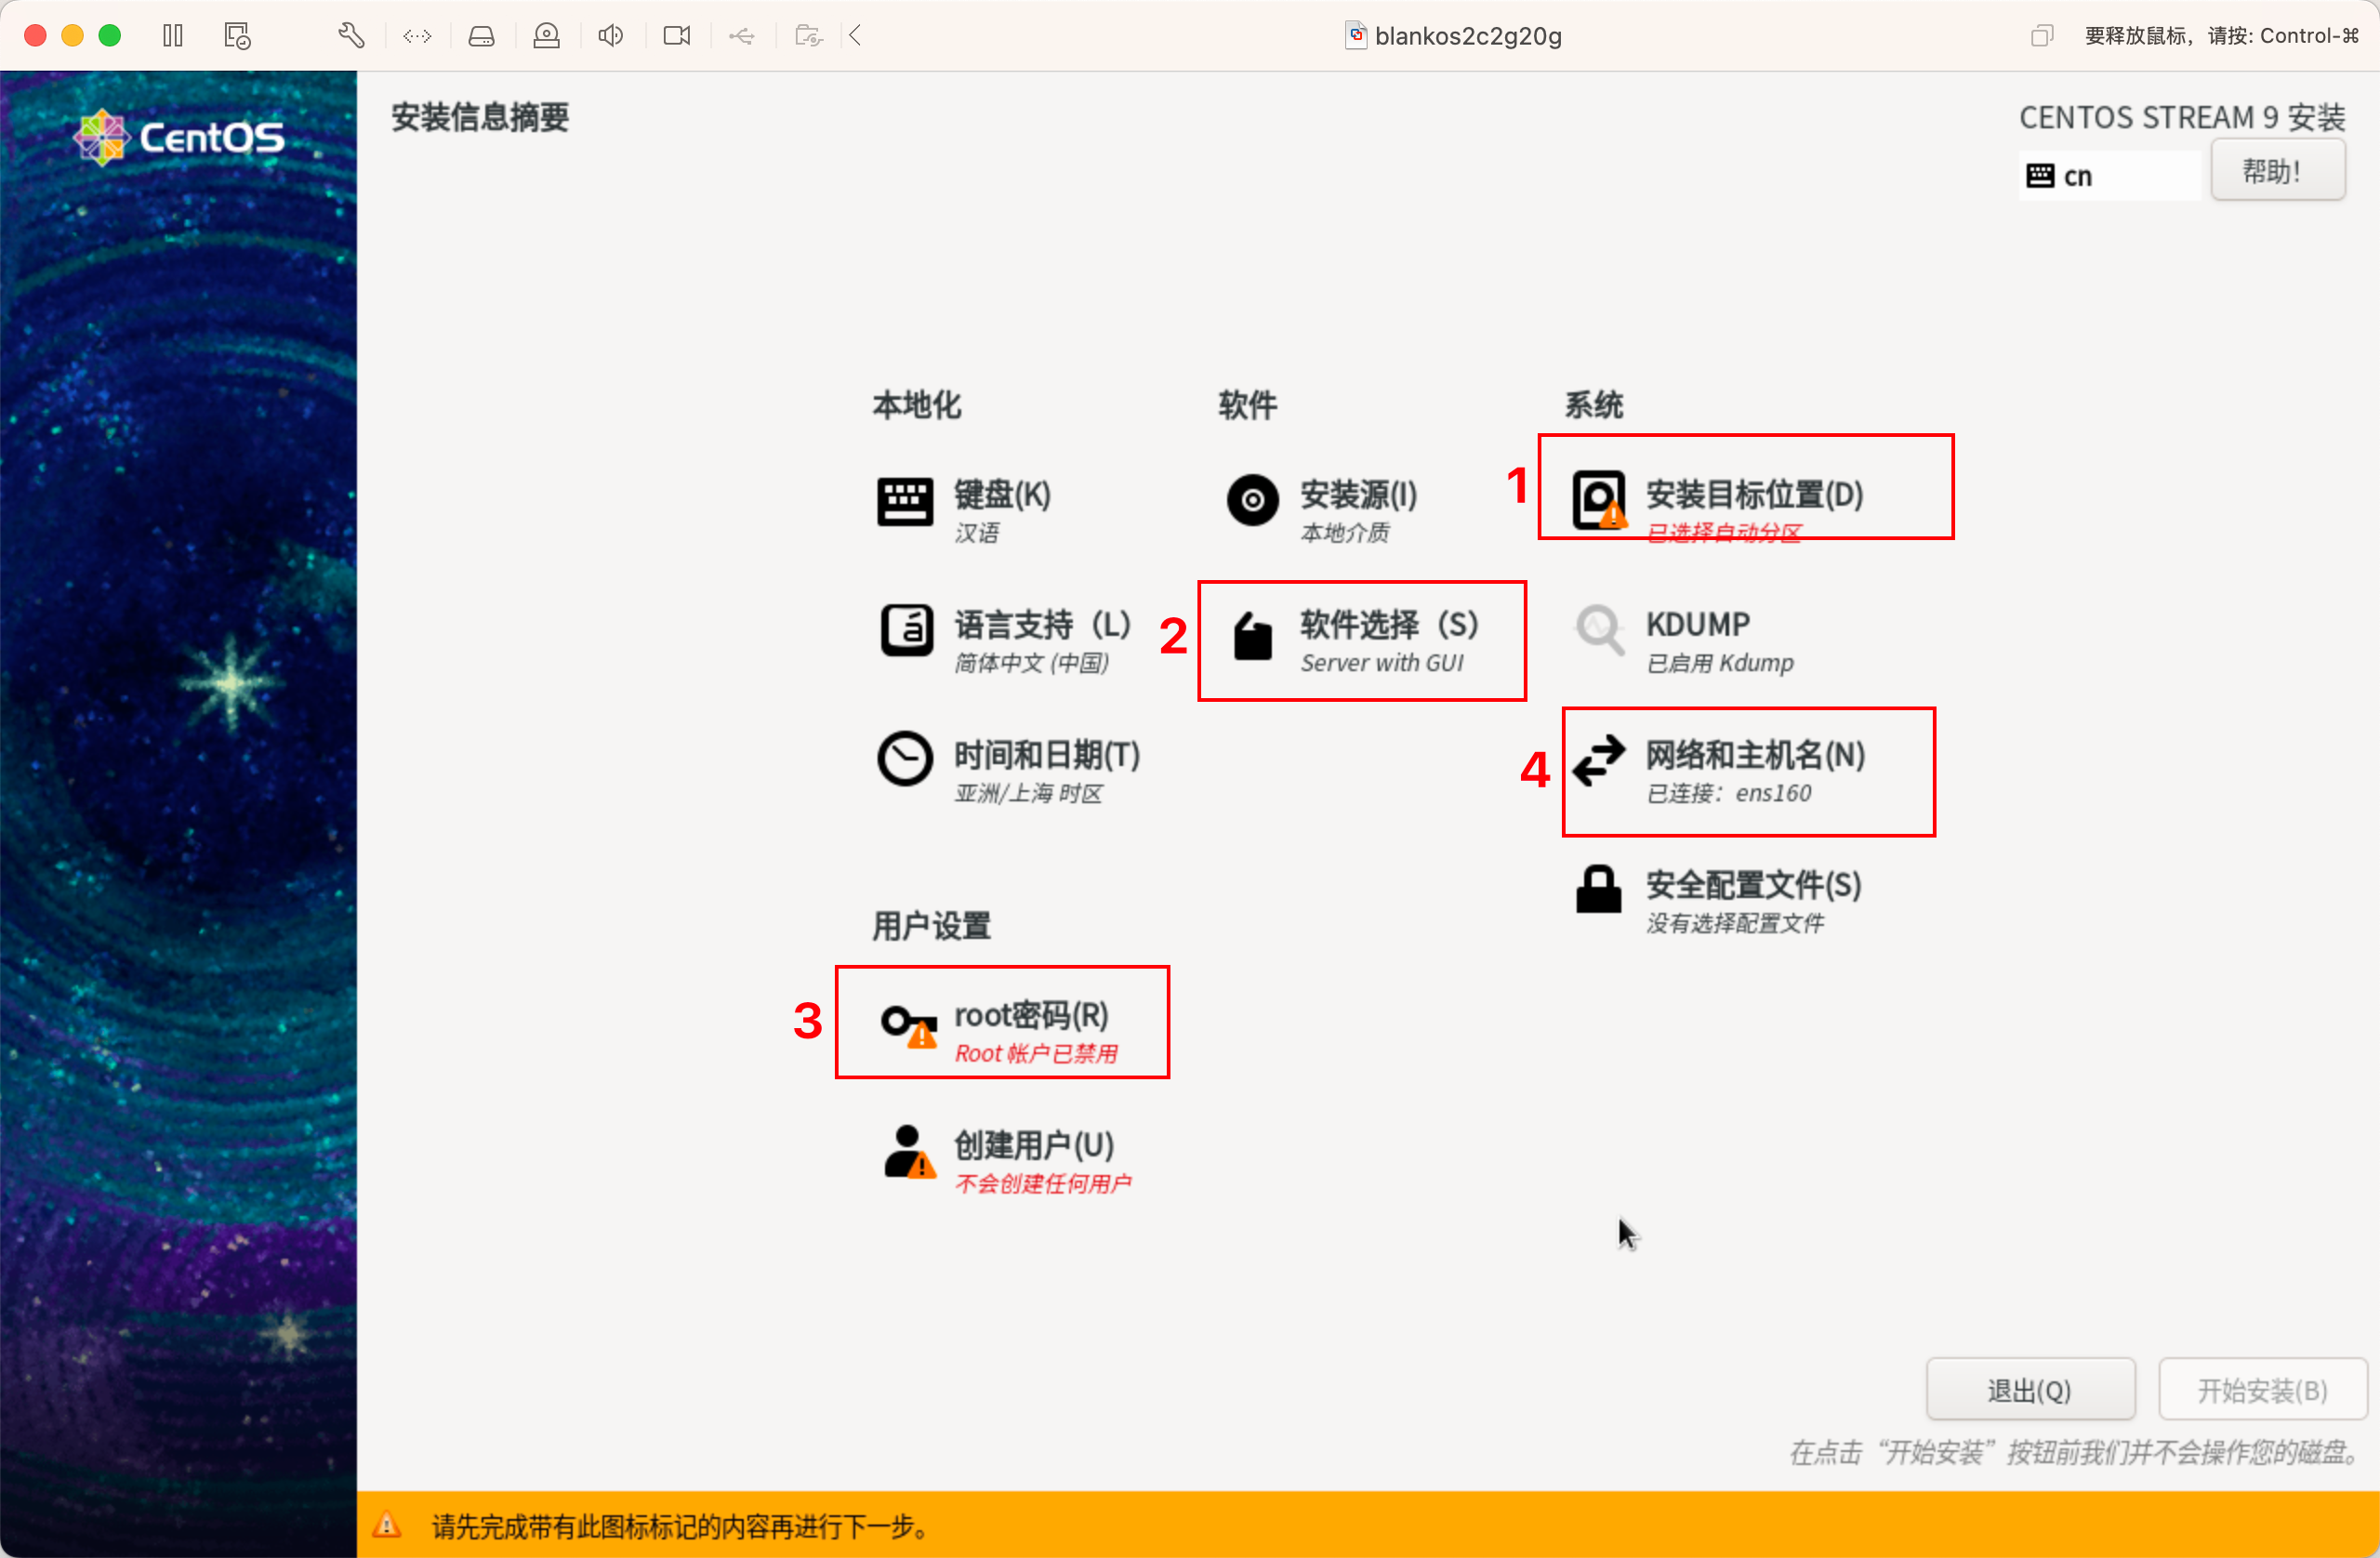 blankos2c2g20g
要释放鼠标，请按: Control-⌘
CentOS
安装信息摘要
CENTOS STREAM 9 安装
cn
帮助！
本地化
软件
系统
键盘(K)
汉语
安装源(I)
本地介质
1
安装目标位置(D)
已选择自动分区
语言支持（L）
简体中文 (中国)
2
软件选择（S）
Server with GUI
KDUMP
已启用 Kdump
时间和日期(T)
亚洲/上海 时区
4
网络和主机名(N)
已连接：ens160
安全配置文件(S)
没有选择配置文件
用户设置
3
root密码(R)
Root 帐户已禁用
创建用户(U)
不会创建任何用户
退出(Q)
开始安装(B)
在点击“开始安装”按钮前我们并不会操作您的磁盘。
请先完成带有此图标标记的内容再进行下一步。